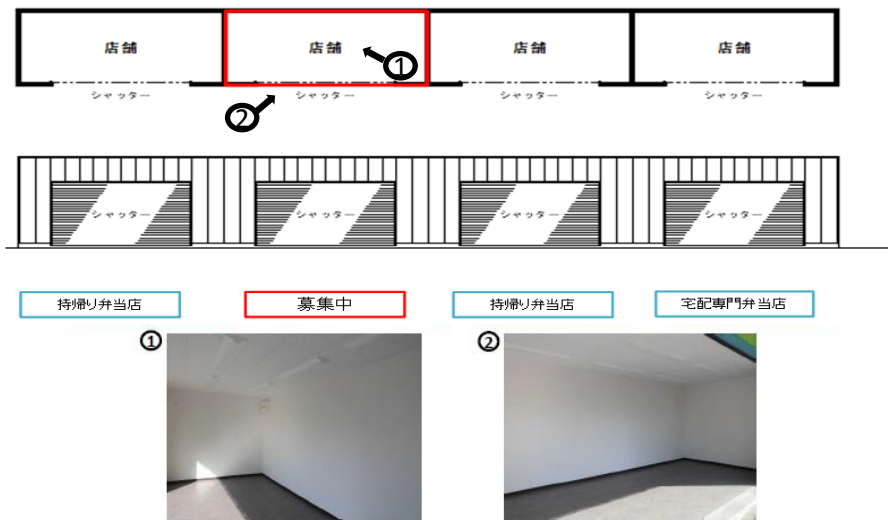 店舗 店舗 店舗 店舗
①
シャッター シャッター シャッター シャッター
②
シャッター シャッター シャッター シャッター
持帰り弁当店 募集中 持帰り弁当店 宅配専門弁当店
① ②